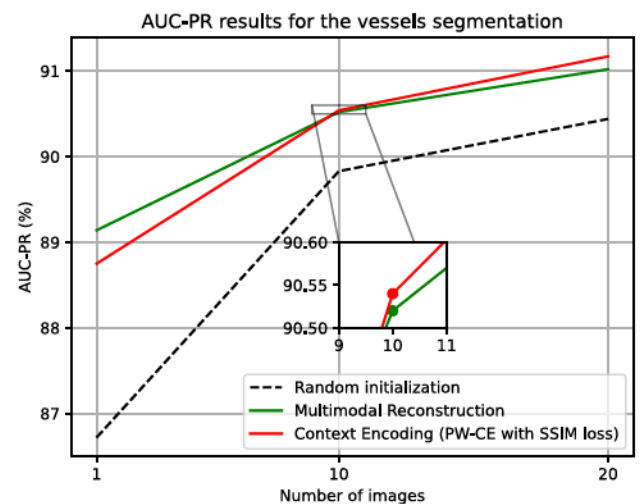 AUC-PR results for the vessels segmentation
91
90
89
88
87
AUC-PR (%)
90.60
90.55
90.50
9 10 11
Random initialization
Multimodal Reconstruction
Context Encoding (PW-CE with SSIM loss)
1 10 20
Number of images